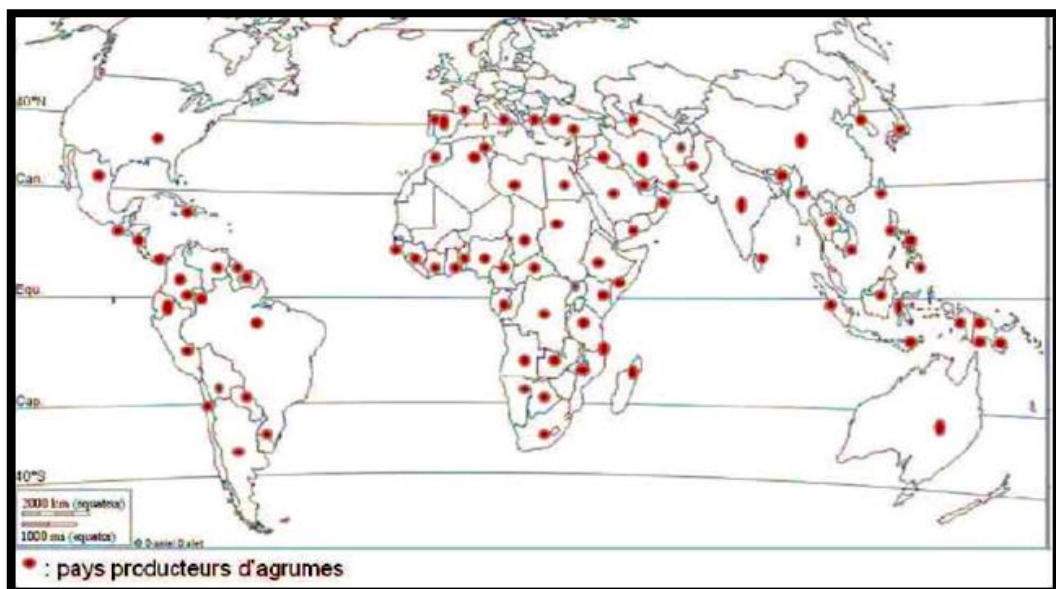 40°N
Can.
Equ.
Cap.
40°S
2000 km (equateur)
1000 mi (equator)
© Daniel Dalet
: pays producteurs d'agrumes